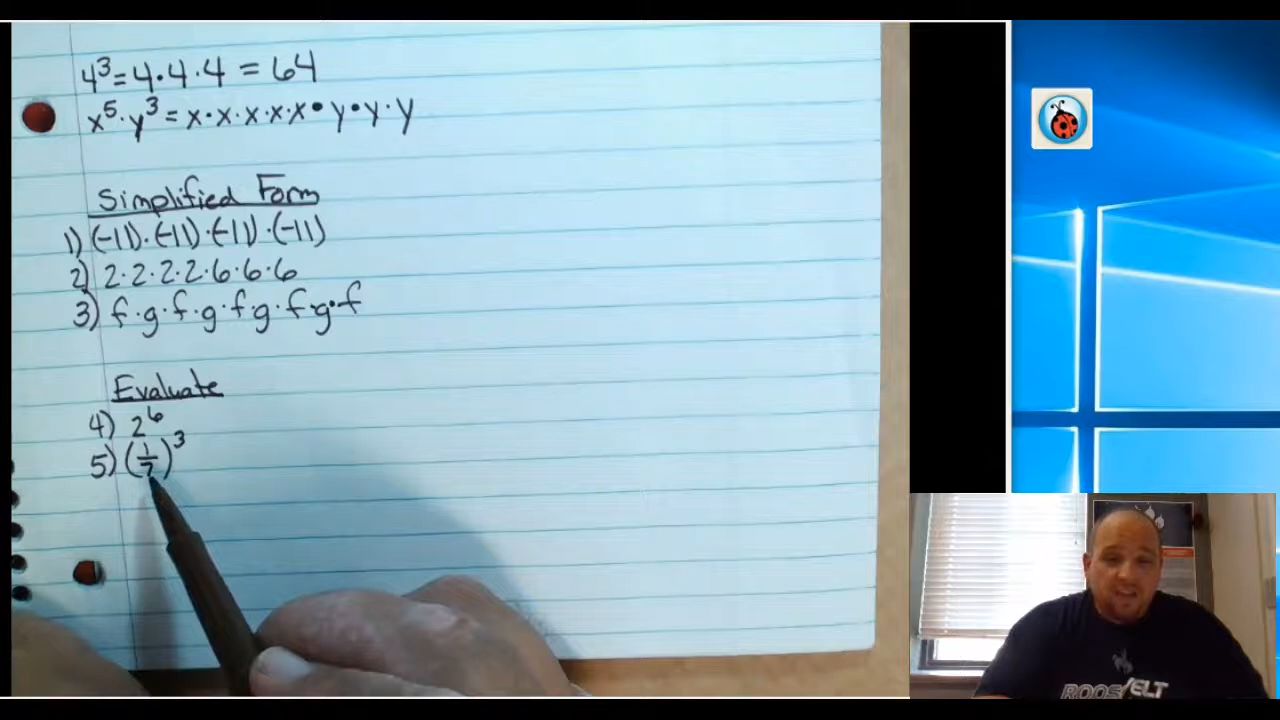 4³ = 4 • 4 • 4 = 64
x⁵ · y³ = x • x • x • x • x • y • y • y
Simplified Form
1) (-11) · (-11) · (-11) · (-11)
2) 2 · 2 · 2 · 2 · 6 · 6 · 6
3) f · g · f · g · f · g · f · g • f
Evaluate
4) 2⁶
5) (1/7)³